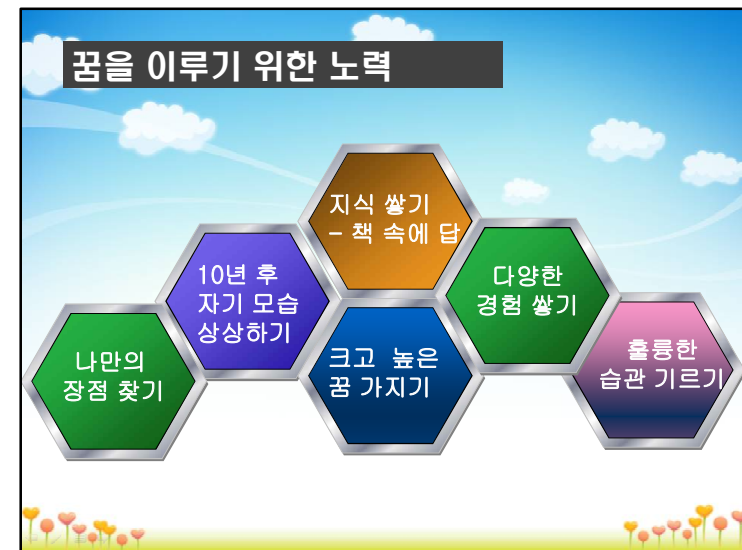 꿈을 이루기 위한 노력
나만의
장점 찾기
10년 후
자기 모습
상상하기
지식 쌓기
- 책 속에 답
크고 높은
꿈 가지기
다양한
경험 쌓기
훌륭한
습관 기르기